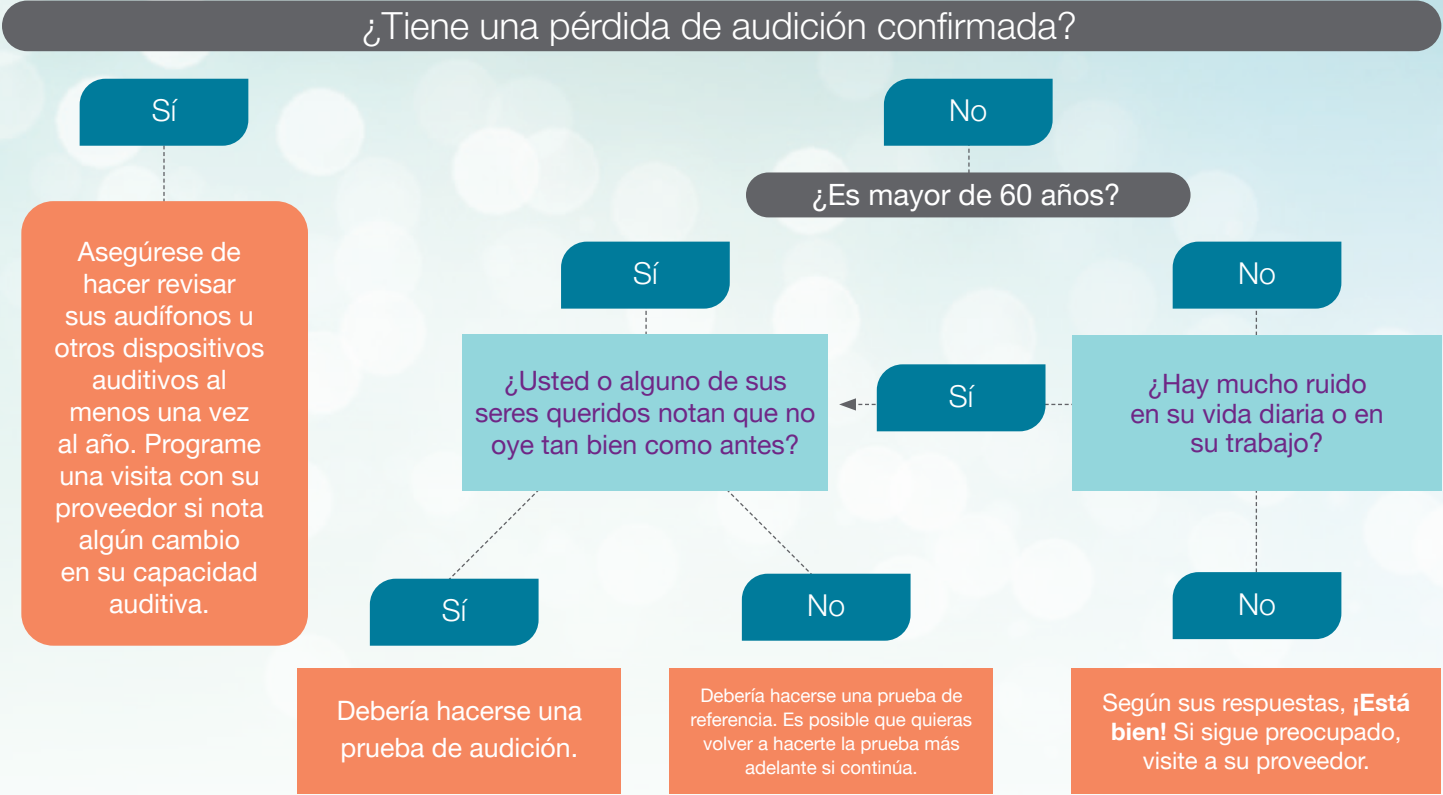 ¿Tiene una pérdida de audición confirmada?
Sí
No
Asegúrese de
hacer revisar
sus audífonos u
otros dispositivos
auditivos al
menos una vez
al año. Programe
una visita con su
proveedor si nota
algún cambio
en su capacidad
auditiva.
¿Es mayor de 60 años?
Sí
No
¿Usted o alguno de sus
seres queridos notan que no
oye tan bien como antes?
Sí
¿Hay mucho ruido
en su vida diaria o en
su trabajo?
Sí
No
No
Debería hacerse una
prueba de audición.
Debería hacerse una prueba de
referencia. Es posible que quieras
volver a hacerte la prueba más
adelante si continúa.
Según sus respuestas, ¡Está
bien! Si sigue preocupado,
visite a su proveedor.